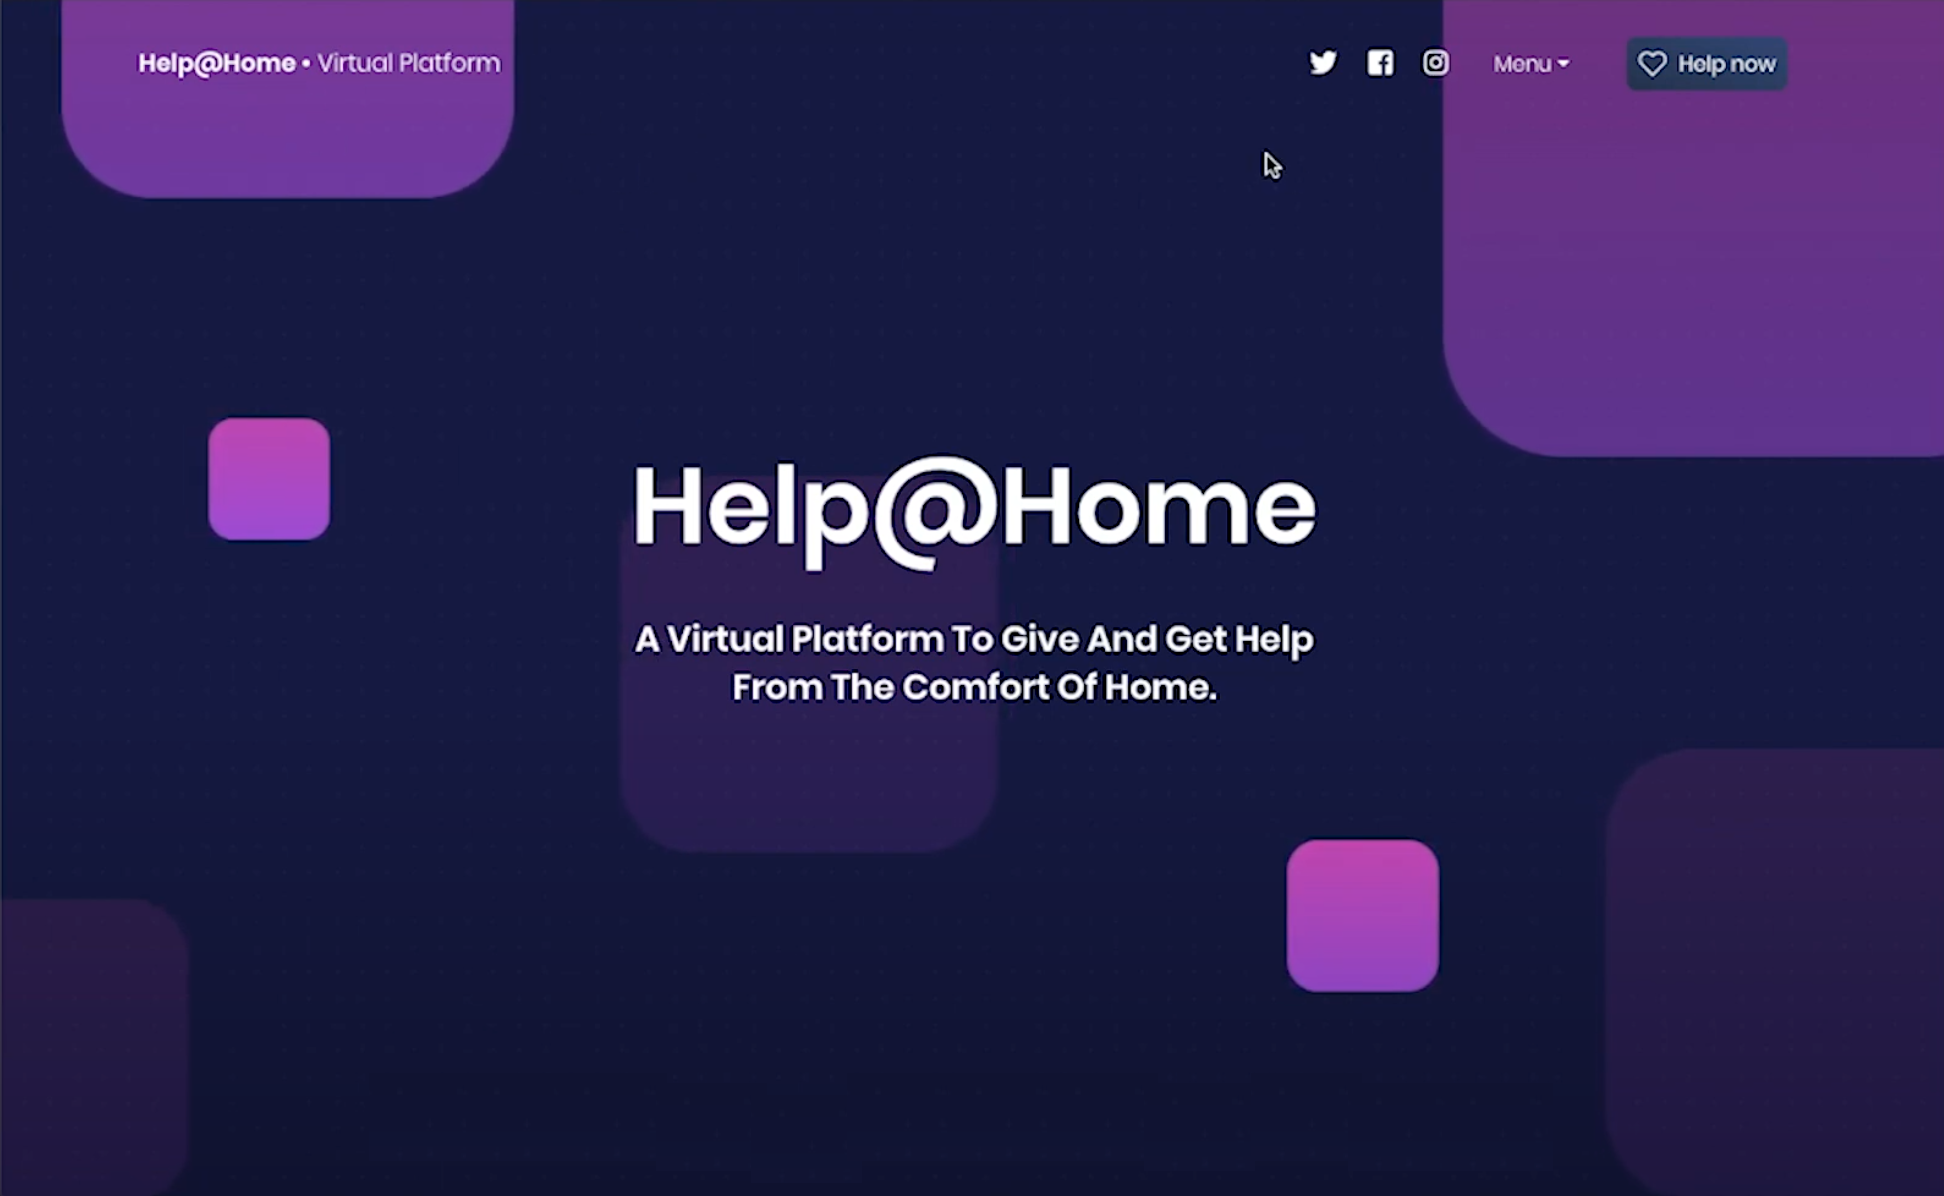 Help@Home • Virtual Platform
Menu
Help now
Help@Home
A Virtual Platform To Give And Get Help
From The Comfort Of Home.